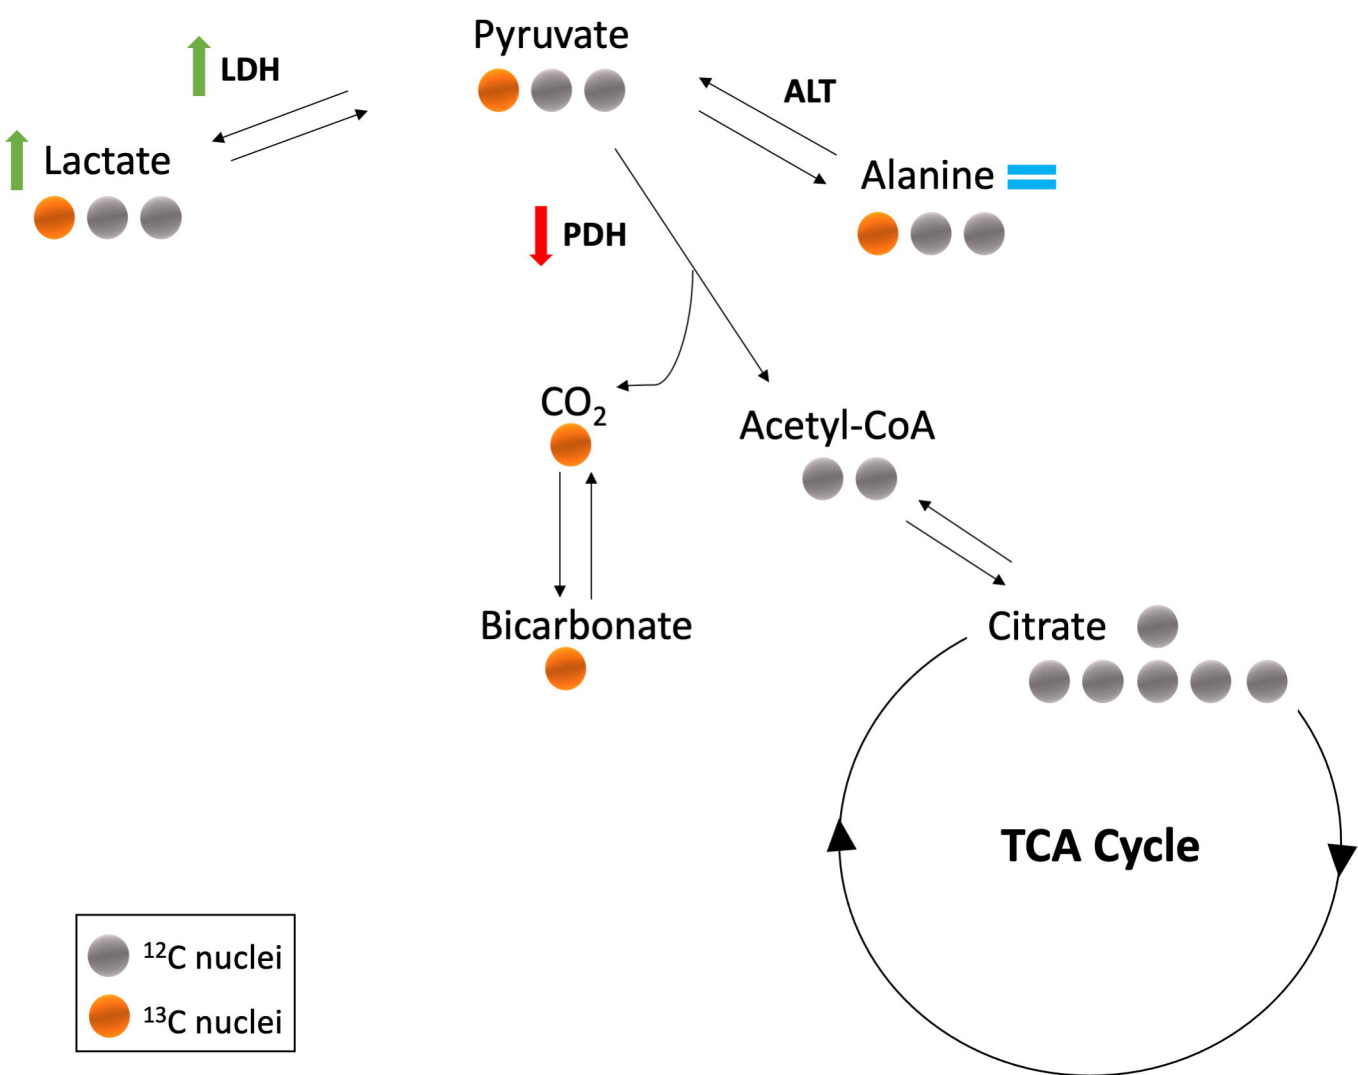 Pyruvate
LDH
ALT
Lactate
Alanine
PDH
CO₂
Acetyl-CoA
Bicarbonate
Citrate
TCA Cycle
¹²C nuclei
¹³C nuclei